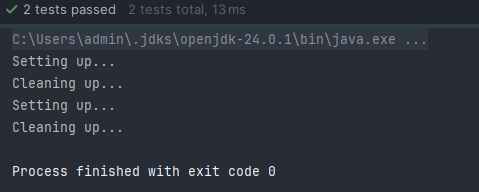 2 tests passed 2 tests total, 13 ms
C:\Users\admin\.jdks\openjdk-24.0.1\bin\java.exe ...
Setting up...
Cleaning up...
Setting up...
Cleaning up...
Process finished with exit code 0